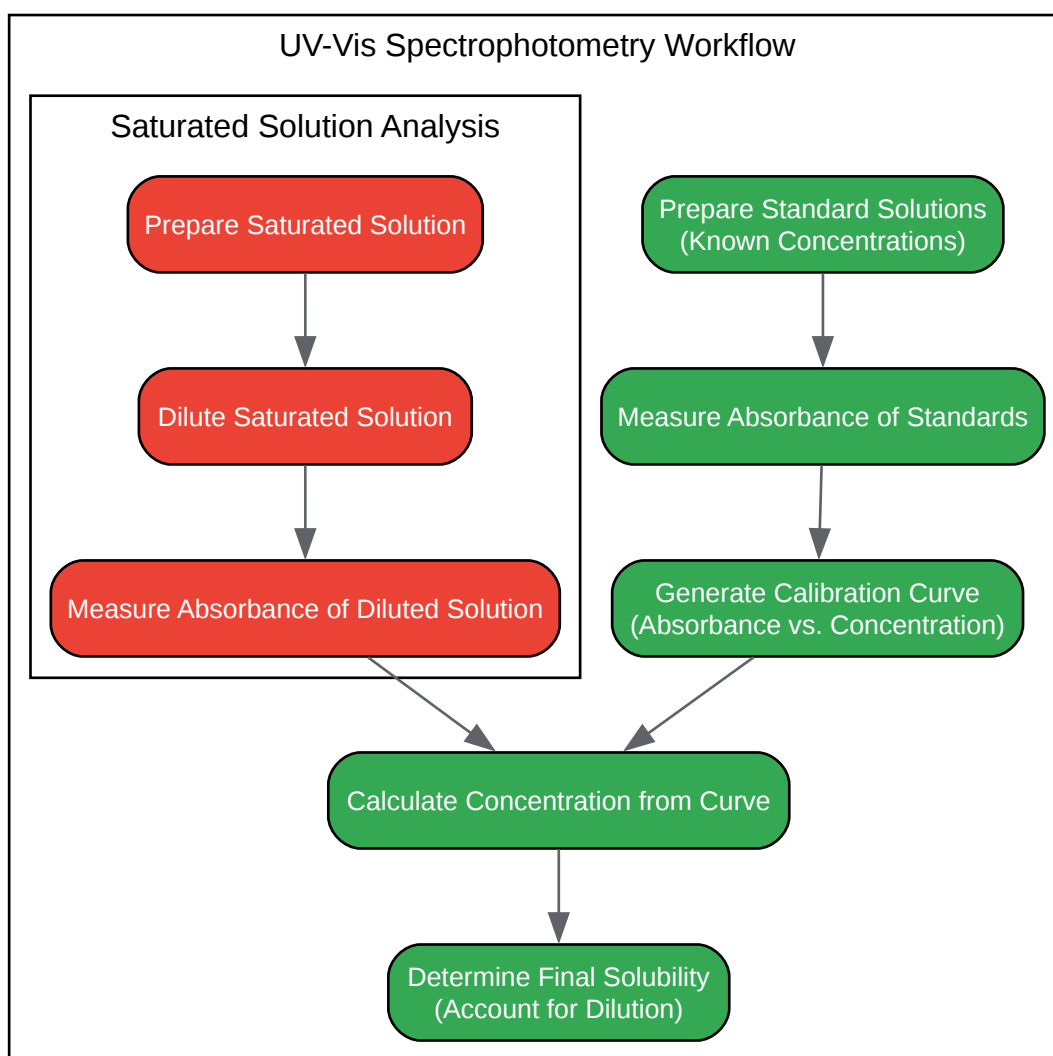 UV-Vis Spectrophotometry Workflow
Saturated Solution Analysis
Prepare Saturated Solution
Dilute Saturated Solution
Measure Absorbance of Diluted Solution
Prepare Standard Solutions
(Known Concentrations)
Measure Absorbance of Standards
Generate Calibration Curve
(Absorbance vs. Concentration)
Calculate Concentration from Curve
Determine Final Solubility
(Account for Dilution)